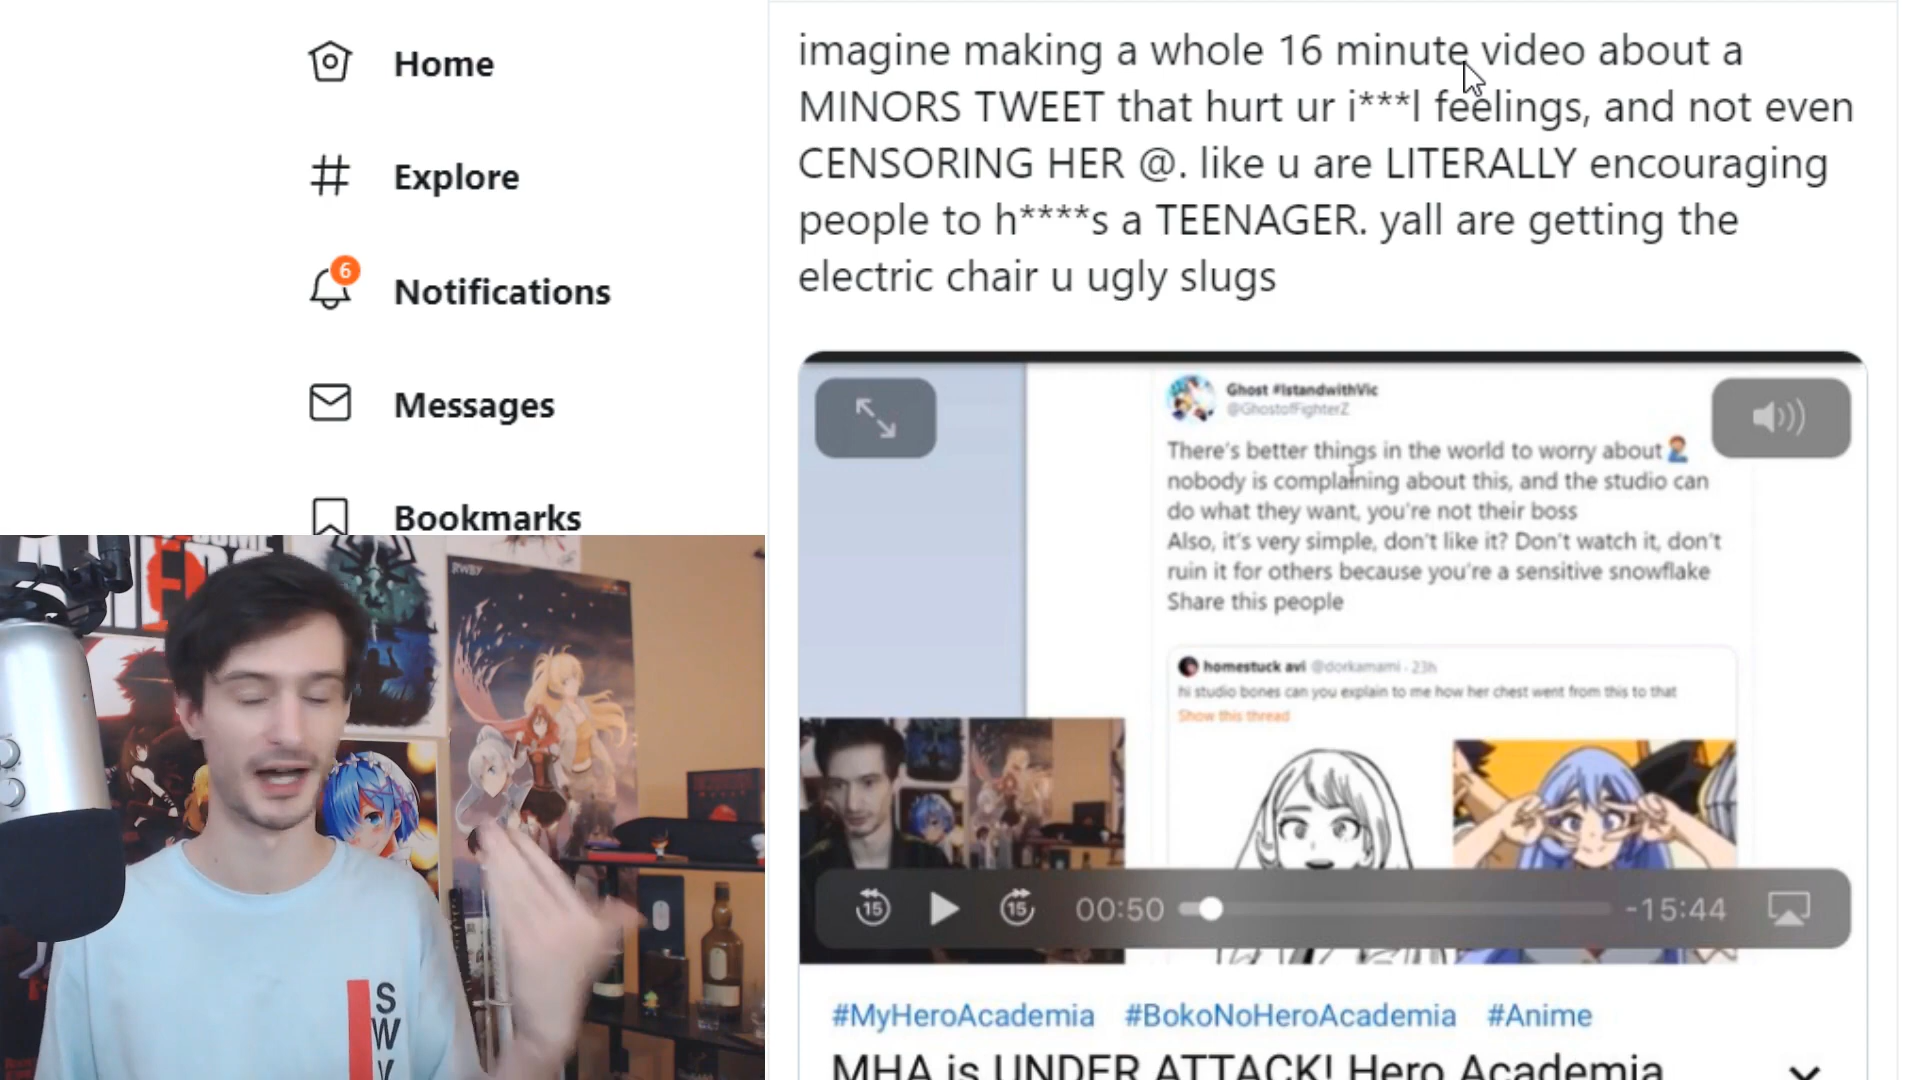 Home
Explore
6
Notifications
Messages
Bookmarks
imagine making a whole 16 minute video about a
MINORS TWEET that hurt ur i***l feelings, and not even
CENSORING HER @. like u are LITERALLY encouraging
people to h****s a TEENAGER. yall are getting the
electric chair u ugly slugs
Ghost #IstandwithVic
@GhostofFighterZ
There's better things in the world to worry about
nobody is complaining about this, and the studio can
do what they want, you're not their boss
Also, it's very simple, don't like it? Don't watch it, don't
ruin it for others because you're a sensitive snowflake
Share this people
homestuck avi @dorkamami · 23h
hi studio bones can you explain to me how her chest went from this to that
Show this thread
15
15
00:50
-15:44
#MyHeroAcademia #BokoNoHeroAcademia #Anime
MHA is UNDER ATTACK! Hero Academia
RWBY
S
W
V